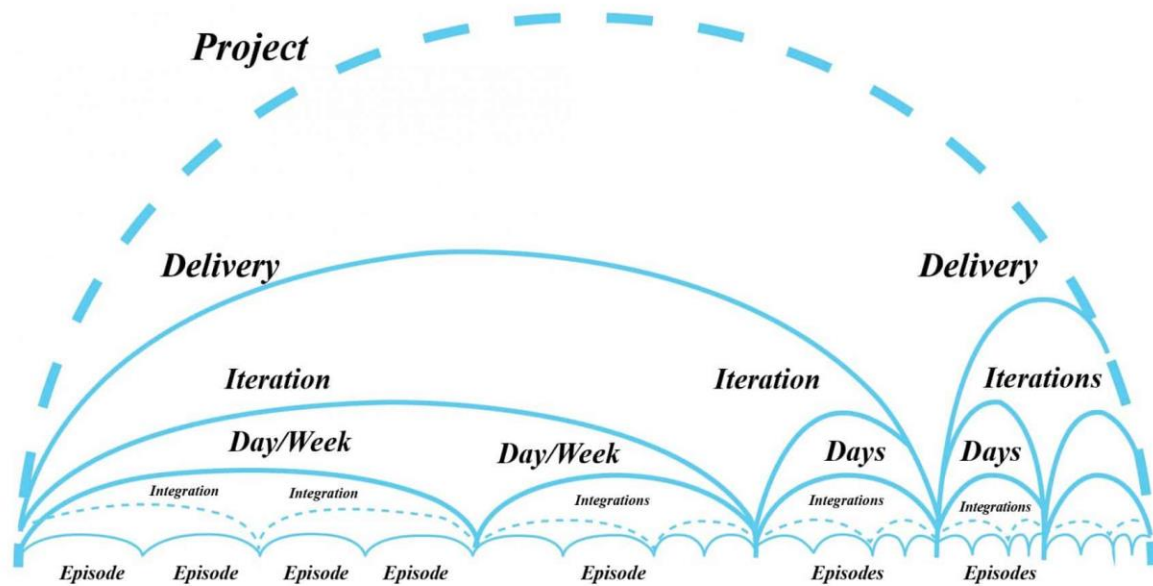 Project
Delivery
Delivery
Iteration
Iteration
Iterations
Day/Week
Day/Week
Days
Days
Integration
Integration
Integrations
Integrations
Integrations
Episode
Episode
Episode
Episode
Episode
Episodes
Episodes